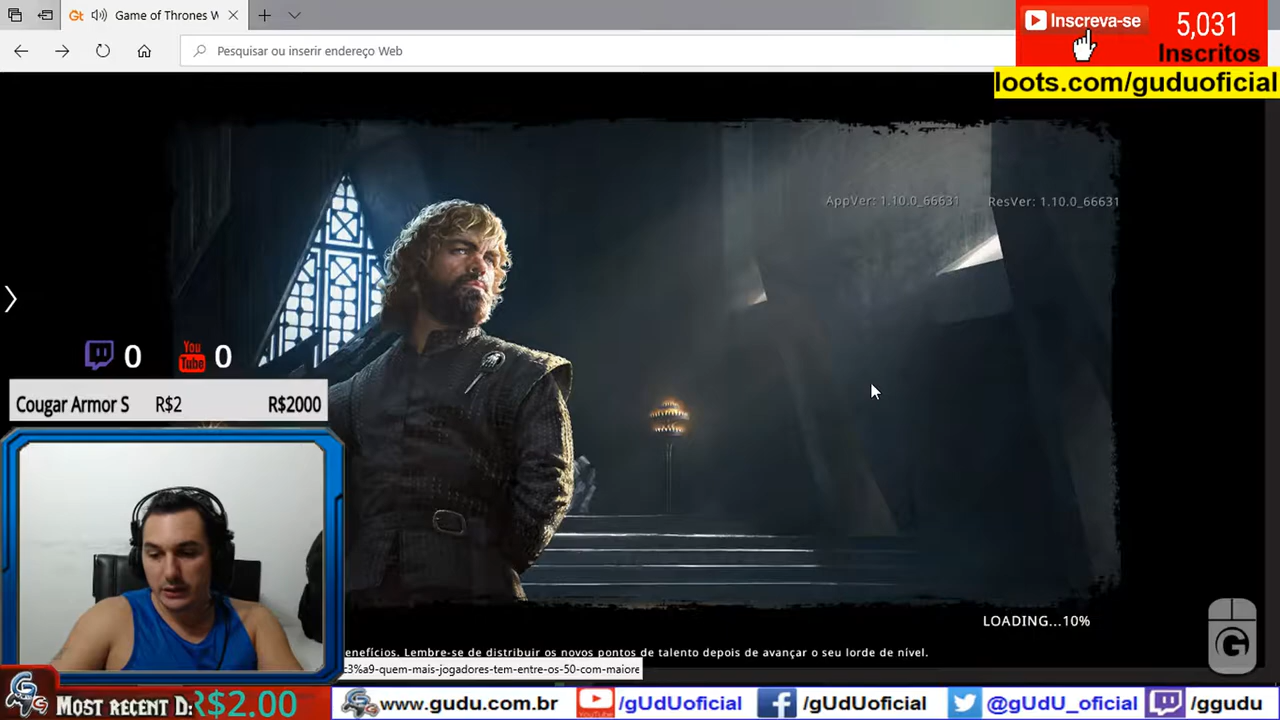 Gt Game of Thrones W
Inscreva-se
5,031
Inscritos
Pesquisar ou inserir endereço Web
loots.com/guduoficial
AppVer: 1.10.0_66631 ResVer: 1.10.0_66631
0 You Tube 0
Cougar Armor S R$2 R$2000
LOADING...10%
enefícios. Lembre-se de distribuir os novos pontos de talento depois de avançar o seu lorde de nível.
c3%a9-quem-mais-jogadores-tem-entre-os-50-com-maiore
G
MOST RECENT D: R$2.00 www.gudu.com.br /gUdUoficial /gUdUoficial @gUdU_oficial /ggudu